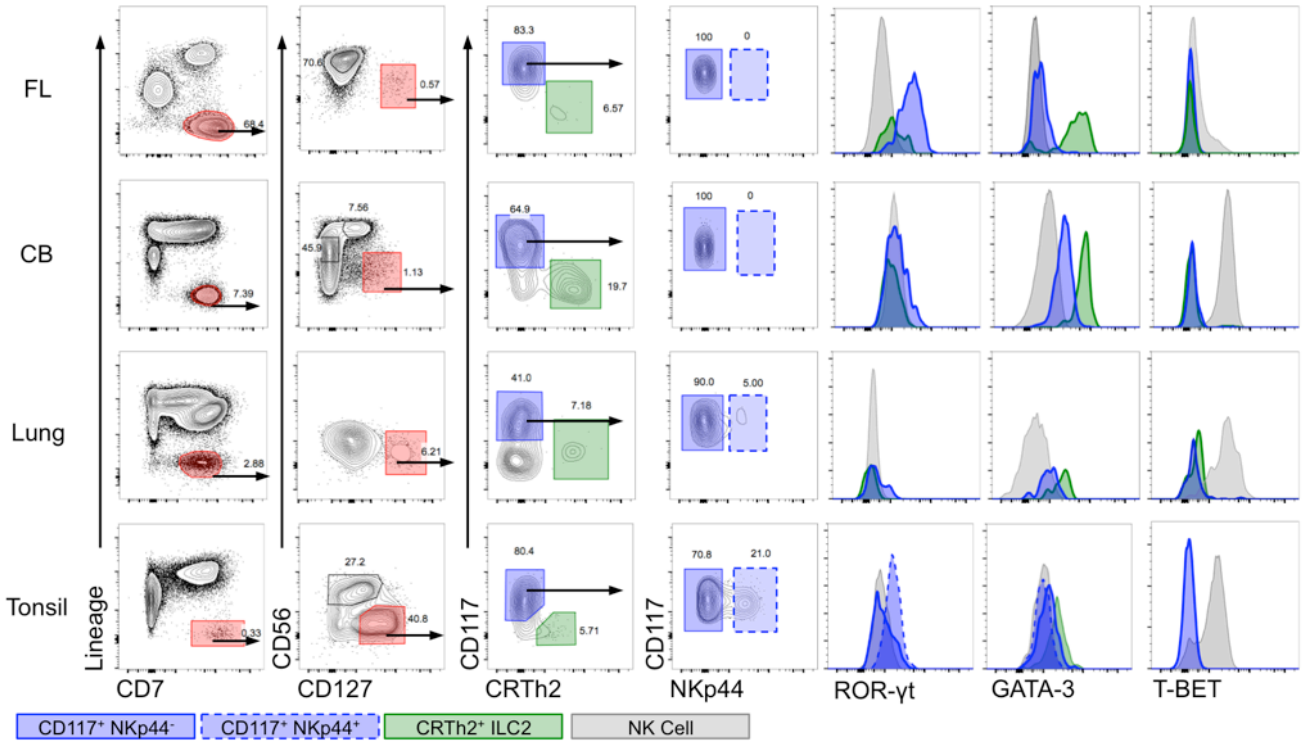 FL
68.4
70.6
0.57
83.3
6.57
100
0
CB
7.39
7.56
45.9
1.13
64.9
19.7
100
0
Lung
2.88
6.21
41.0
7.18
90.0
5.00
Tonsil
0.33
27.2
40.8
80.4
5.71
70.8
21.0
Lineage
CD56
CD117
CD117
CD7
CD127
CRTh2
NKp44
ROR-γt
GATA-3
T-BET
CD117⁺ NKp44⁻
CD117⁺ NKp44⁺
CRTh2⁺ ILC2
NK Cell